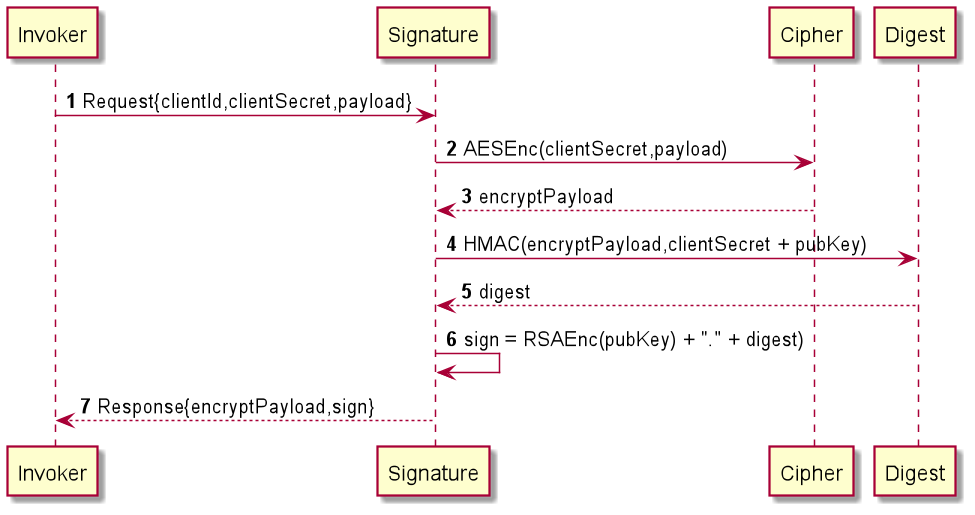 Invoker Signature Cipher Digest
1 Request{clientId,clientSecret,payload}
2 AESEnc(clientSecret,payload)
3 encryptPayload
4 HMAC(encryptPayload,clientSecret + pubKey)
5 digest
6 sign = RSAEnc(pubKey) + "." + digest)
7 Response{encryptPayload,sign}
Invoker Signature Cipher Digest